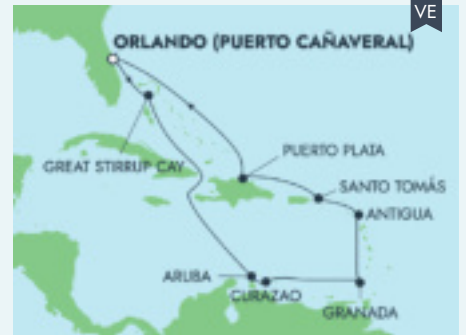 VE
ORLANDO (PUERTO CAÑAVERAL)
PUERTO PLATA
GREAT STIRRUP CAY
SANTO TOMÁS
ANTIGUA
ARUBA
CURAZAO
GRANADA